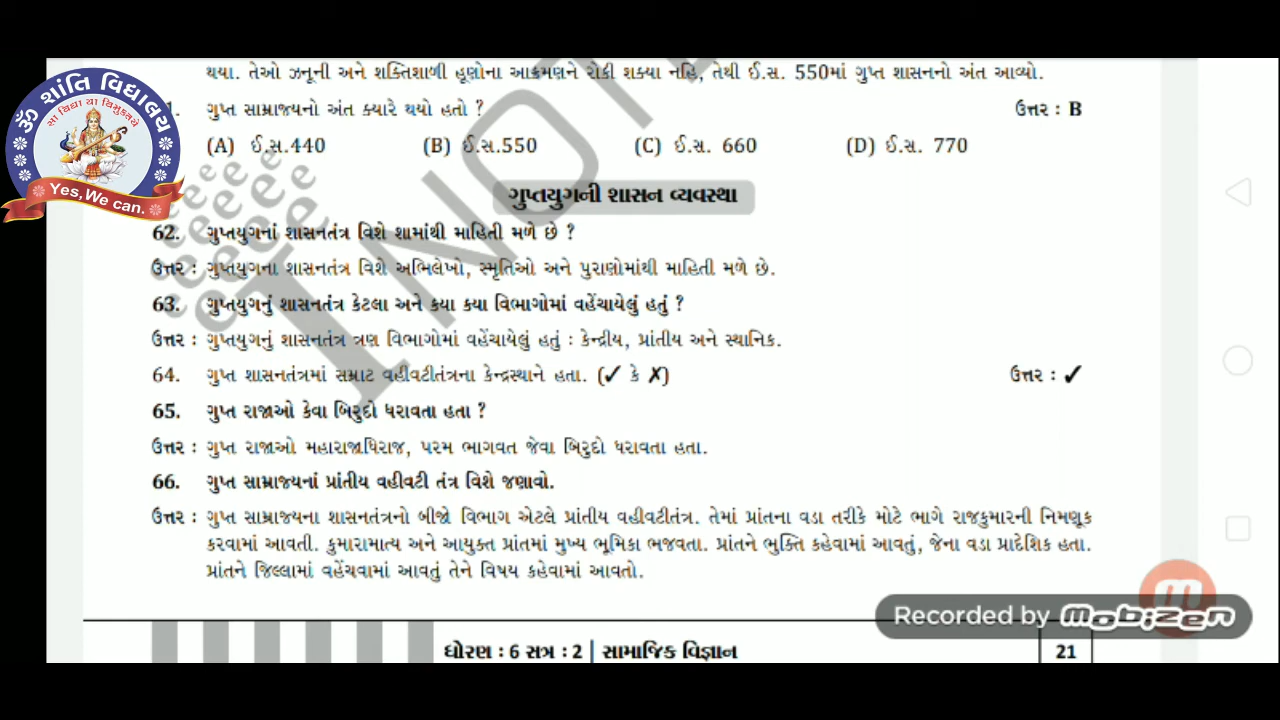 થયા. તેઓ ઝનૂની અને શક્તિશાળી હૂણોના આક્રમણને રોકી શક્યા નહિ, તેથી ઈ.સ. 550માં ગુપ્ત શાસનનો અંત આવ્યો.
ગુપ્ત સામ્રાજ્યનો અંત ક્યારે થયો હતો ? ઉત્તર : B
(A) ઈ.સ.440 (B) ઈ.સ.550 (C) ઈ.સ. 660 (D) ઈ.સ. 770
ગુપ્તયુગની શાસન વ્યવસ્થા
62. ગુપ્તયુગનાં શાસનતંત્ર વિશે શામાંથી માહિતી મળે છે ?
ઉત્તર : ગુપ્તયુગના શાસનતંત્ર વિશે અભિલેખો, સ્મૃતિઓ અને પુરાણોમાંથી માહિતી મળે છે.
63. ગુપ્તયુગનું શાસનતંત્ર કેટલા અને કયા કયા વિભાગોમાં વહેંચાયેલું હતું ?
ઉત્તર : ગુપ્તયુગનું શાસનતંત્ર ત્રણ વિભાગોમાં વહેંચાયેલું હતું : કેન્દ્રીય, પ્રાંતીય અને સ્થાનિક.
64. ગુપ્ત શાસનતંત્રમાં સમ્રાટ વહીવટીતંત્રના કેન્દ્રસ્થાને હતા. (✓ કે ✗) ઉત્તર : ✓
65. ગુપ્ત રાજાઓ કેવા બિરુદો ધરાવતા હતા ?
ઉત્તર : ગુપ્ત રાજાઓ મહારાજાધિરાજ, પરમ ભાગવત જેવા બિરુદો ધરાવતા હતા.
66. ગુપ્ત સામ્રાજ્યનાં પ્રાંતીય વહીવટી તંત્ર વિશે જણાવો.
ઉત્તર : ગુપ્ત સામ્રાજ્યના શાસનતંત્રનો બીજો વિભાગ એટલે પ્રાંતીય વહીવટીતંત્ર. તેમાં પ્રાંતના વડા તરીકે મોટે ભાગે રાજકુમારની નિમણૂક
કરવામાં આવતી. કુમારામાત્ય અને આયુક્ત પ્રાંતમાં મુખ્ય ભૂમિકા ભજવતા. પ્રાંતને ભુક્તિ કહેવામાં આવતું, જેના વડા પ્રાદેશિક હતા.
પ્રાંતને જિલ્લામાં વહેંચવામાં આવતું તેને વિષય કહેવામાં આવતો.
ધોરણ : 6 સત્ર : 2 | સામાજિક વિજ્ઞાન 21
ૐ શાંતિ વિદ્યાલય
સા વિદ્યા યા વિમુક્તયે
Yes, We can.
Recorded by mobizen